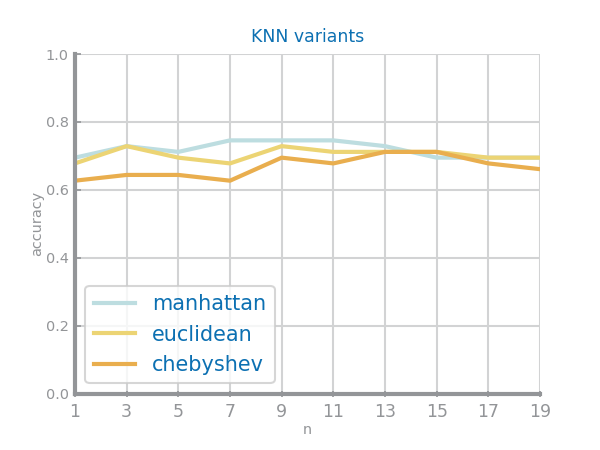 KNN variants
1.0
0.8
0.6
0.4
0.2
0.0
accuracy
manhattan
euclidean
chebyshev
1 3 5 7 9 11 13 15 17 19
n